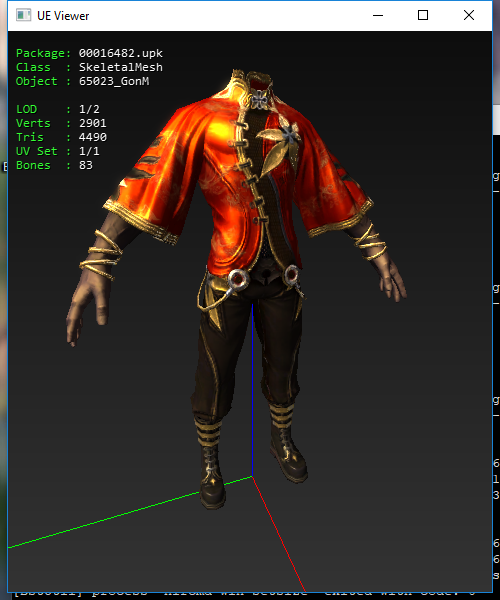 UE Viewer
Package: 00016482.upk
Class : SkeletalMesh
Object : 65023_GonM
LOD : 1/2
Verts : 2901
Tris : 4490
UV Set : 1/1
Bones : 83